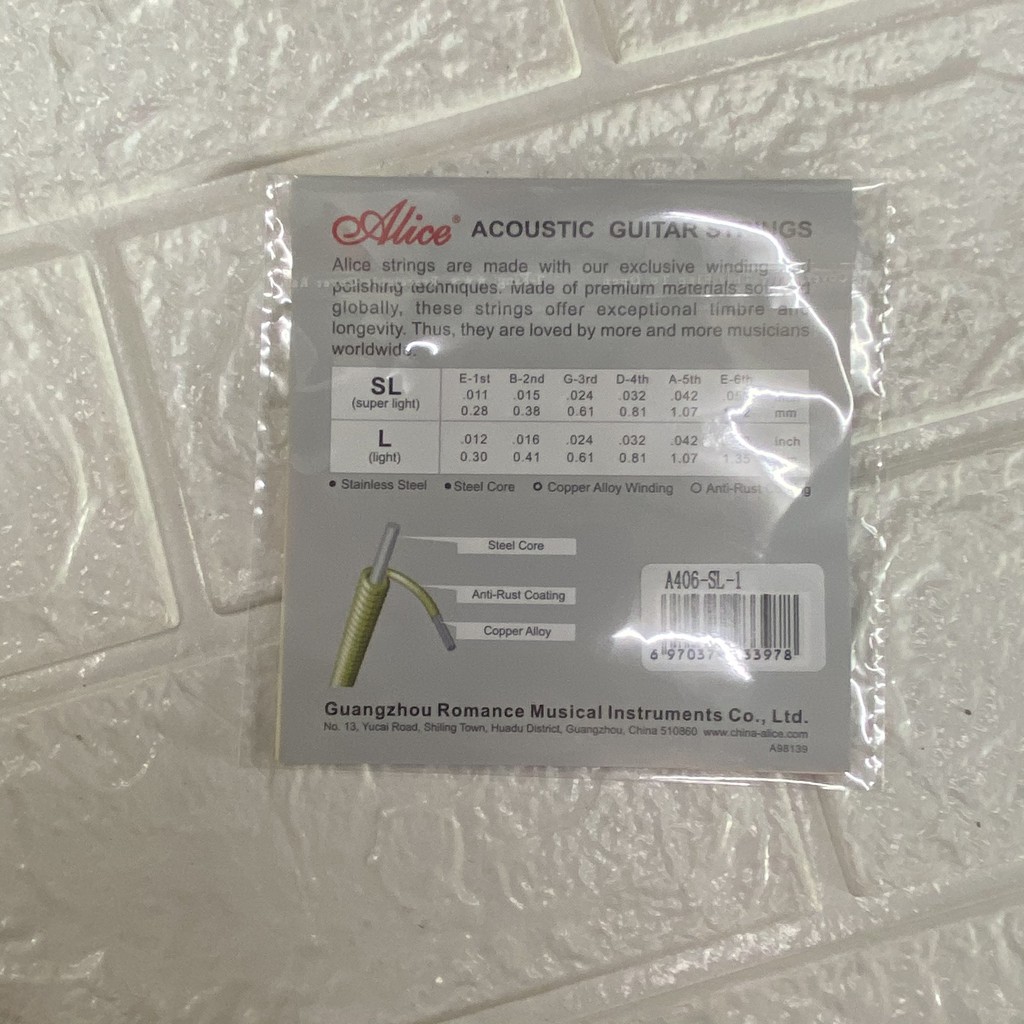 Alice® ACOUSTIC GUITAR
Alice strings are made with our exclusive winding
polishing techniques. Made of premium materials
globally, these strings offer exceptional timbre and
longevity. Thus, they are loved by more and more musicians
worldwide.
E-1st B-2nd G-3rd D-4th A-5th E-6th
SL .011 .015 .024 .032 .042
(super light) 0.28 0.38 0.61 0.81 1.07 mm
L .012 .016 .024 .032 .042 inch
(light) 0.30 0.41 0.61 0.81 1.07 1.35
Stainless Steel Steel Core Copper Alloy Winding Anti-Rust
Steel Core
Anti-Rust Coating
Copper Alloy
A406-SL-1
6 97037 33978
Guangzhou Romance Musical Instruments Co., Ltd.
No. 13, Yucai Road, Shiling Town, Huadu District, Guangzhou, China 510860 www.china-alice.com
A98139